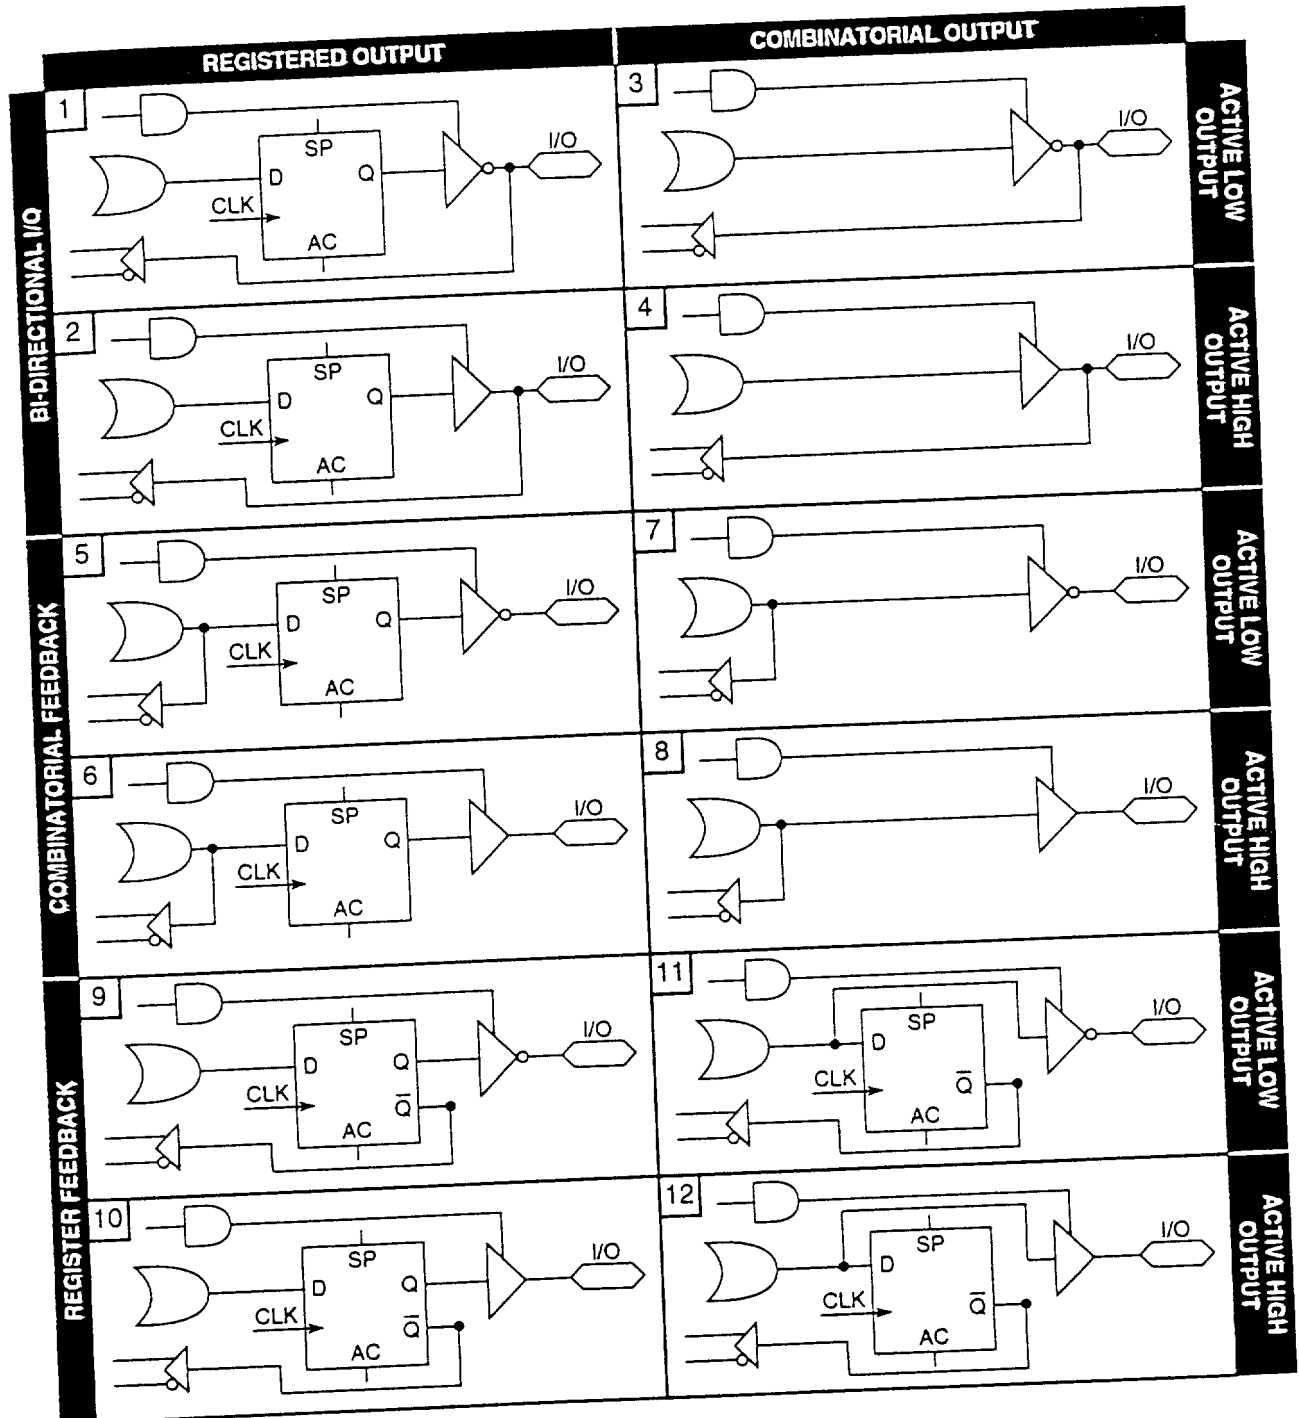 REGISTERED OUTPUT
COMBINATORIAL OUTPUT
BI-DIRECTIONAL I/O
COMBINATORIAL FEEDBACK
REGISTER FEEDBACK
ACTIVE LOW
OUTPUT
ACTIVE HIGH
OUTPUT
ACTIVE LOW
OUTPUT
ACTIVE HIGH
OUTPUT
ACTIVE LOW
OUTPUT
ACTIVE HIGH
OUTPUT
1
SP
D
Q
CLK
AC
I/O
3
I/O
2
SP
D
Q
CLK
AC
I/O
4
I/O
5
SP
D
Q
CLK
AC
I/O
7
I/O
6
SP
D
Q
CLK
AC
I/O
8
I/O
9
SP
D
Q
CLK
Q̅
AC
I/O
11
SP
D
CLK
Q̅
AC
I/O
10
SP
D
Q
CLK
Q̅
AC
I/O
12
SP
D
CLK
Q̅
AC
I/O